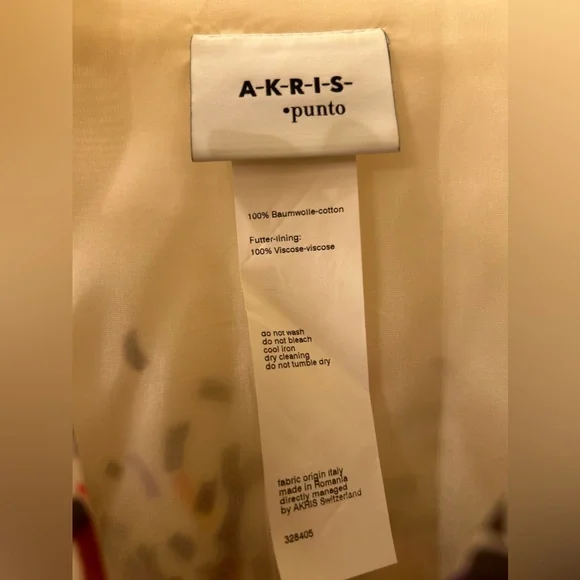 A-K-R-I-S-
•punto
100% Baumwolle-cotton
Futter-lining:
100% Viscose-viscose
do not wash
do not bleach
cool iron
dry cleaning
do not tumble dry
fabric origin italy
made in Romania
directly managed
by AKRIS Switzerland
328405